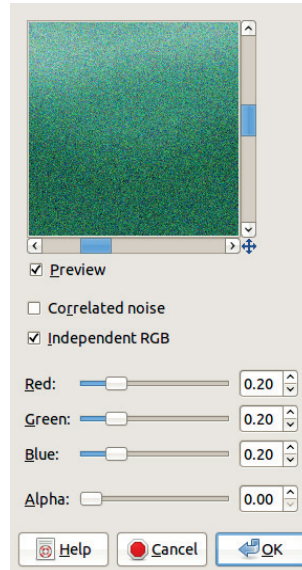 Preview
Correlated noise
Independent RGB
Red: 0.20
Green: 0.20
Blue: 0.20
Alpha: 0.00
Help Cancel OK